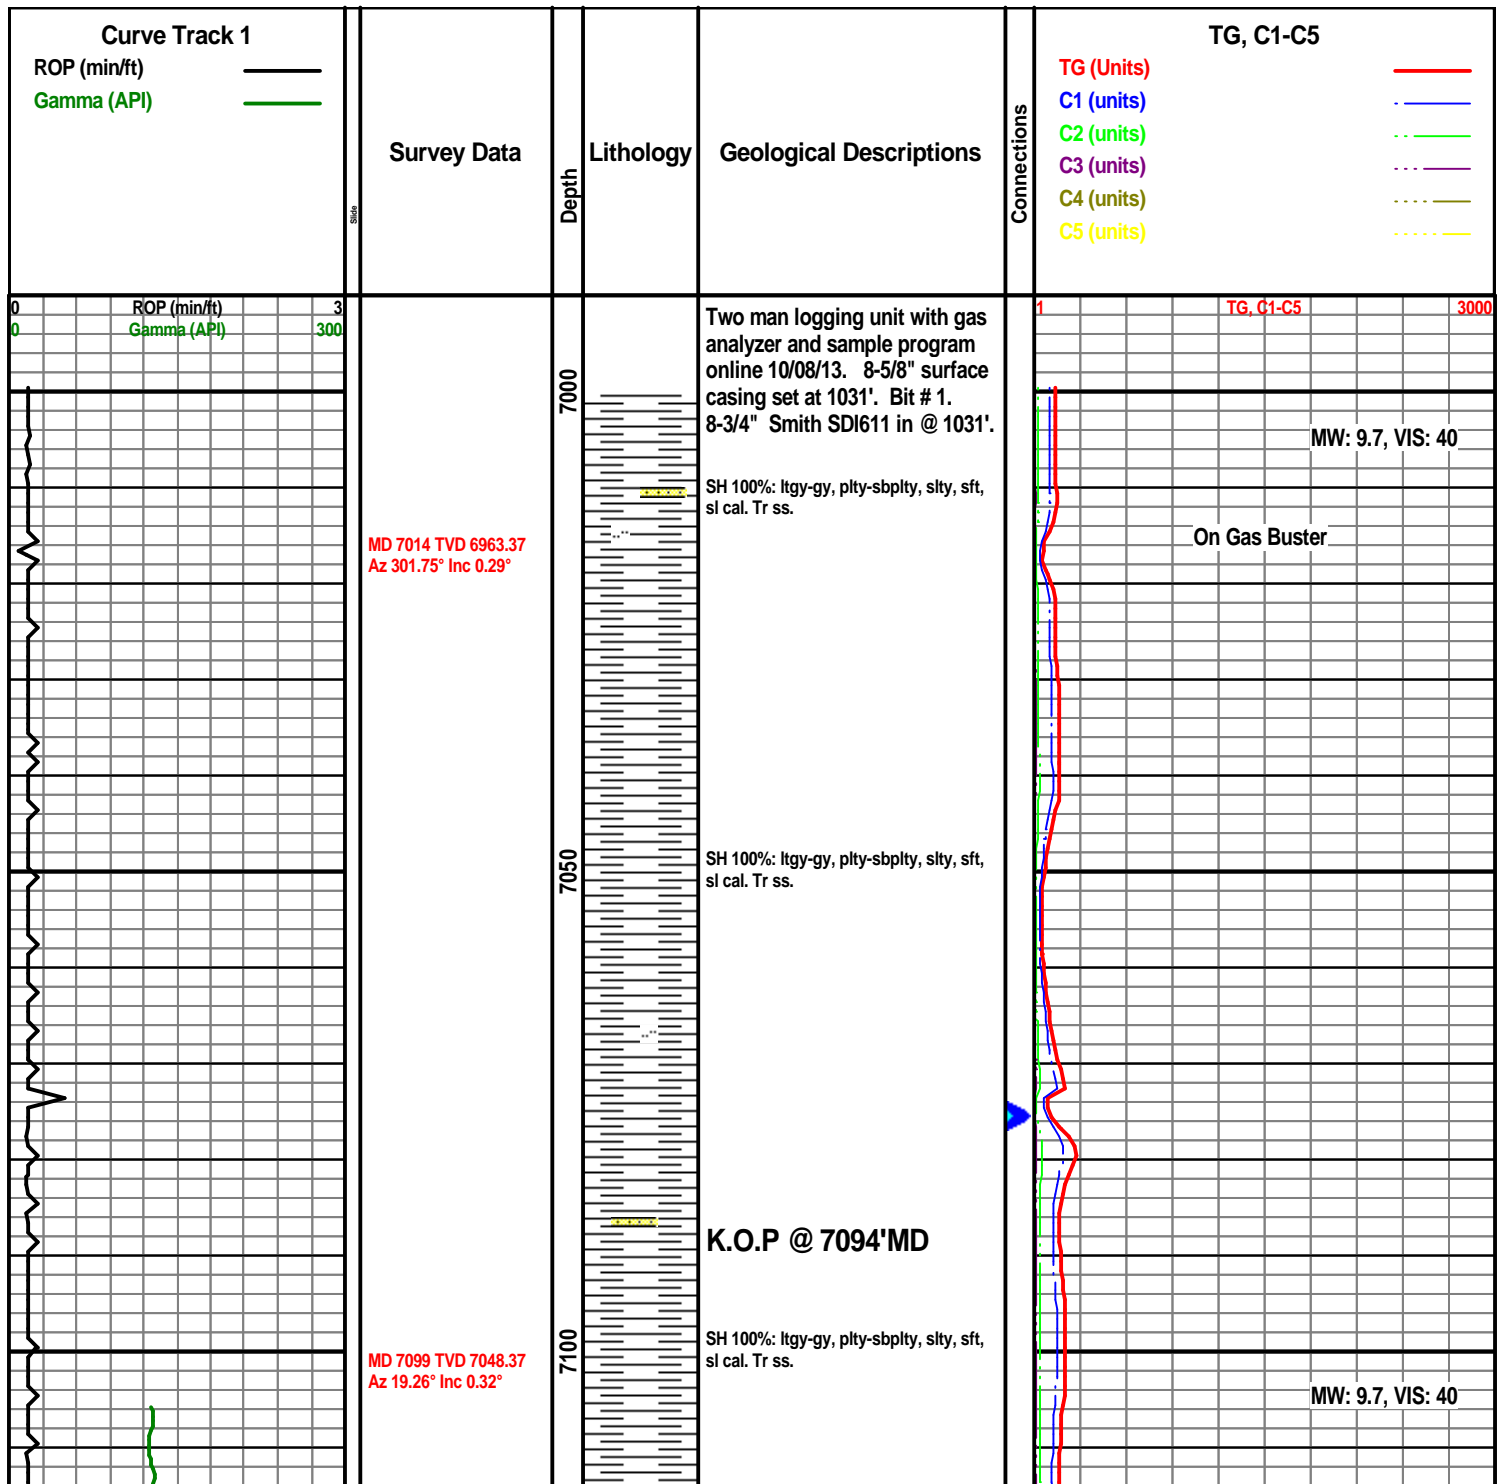 Curve Track 1
ROP (min/ft)
Gamma (API)
Slide
Survey Data
Depth
Lithology
Geological Descriptions
Connections
TG, C1-C5
TG (Units)
C1 (units)
C2 (units)
C3 (units)
C4 (units)
C5 (units)
0 ROP (min/ft) 3
0 Gamma (API) 300
1 TG, C1-C5 3000
Two man logging unit with gas
analyzer and sample program
online 10/08/13. 8-5/8" surface
casing set at 1031'. Bit # 1.
8-3/4" Smith SDI611 in @ 1031'.
7000
MW: 9.7, VIS: 40
SH 100%: ltgy-gy, plty-sbplty, slty, sft,
sl cal. Tr ss.
On Gas Buster
MD 7014 TVD 6963.37
Az 301.75° Inc 0.29°
7050
SH 100%: ltgy-gy, plty-sbplty, slty, sft,
sl cal. Tr ss.
K.O.P @ 7094'MD
7100
SH 100%: ltgy-gy, plty-sbplty, slty, sft,
sl cal. Tr ss.
MD 7099 TVD 7048.37
Az 19.26° Inc 0.32°
MW: 9.7, VIS: 40